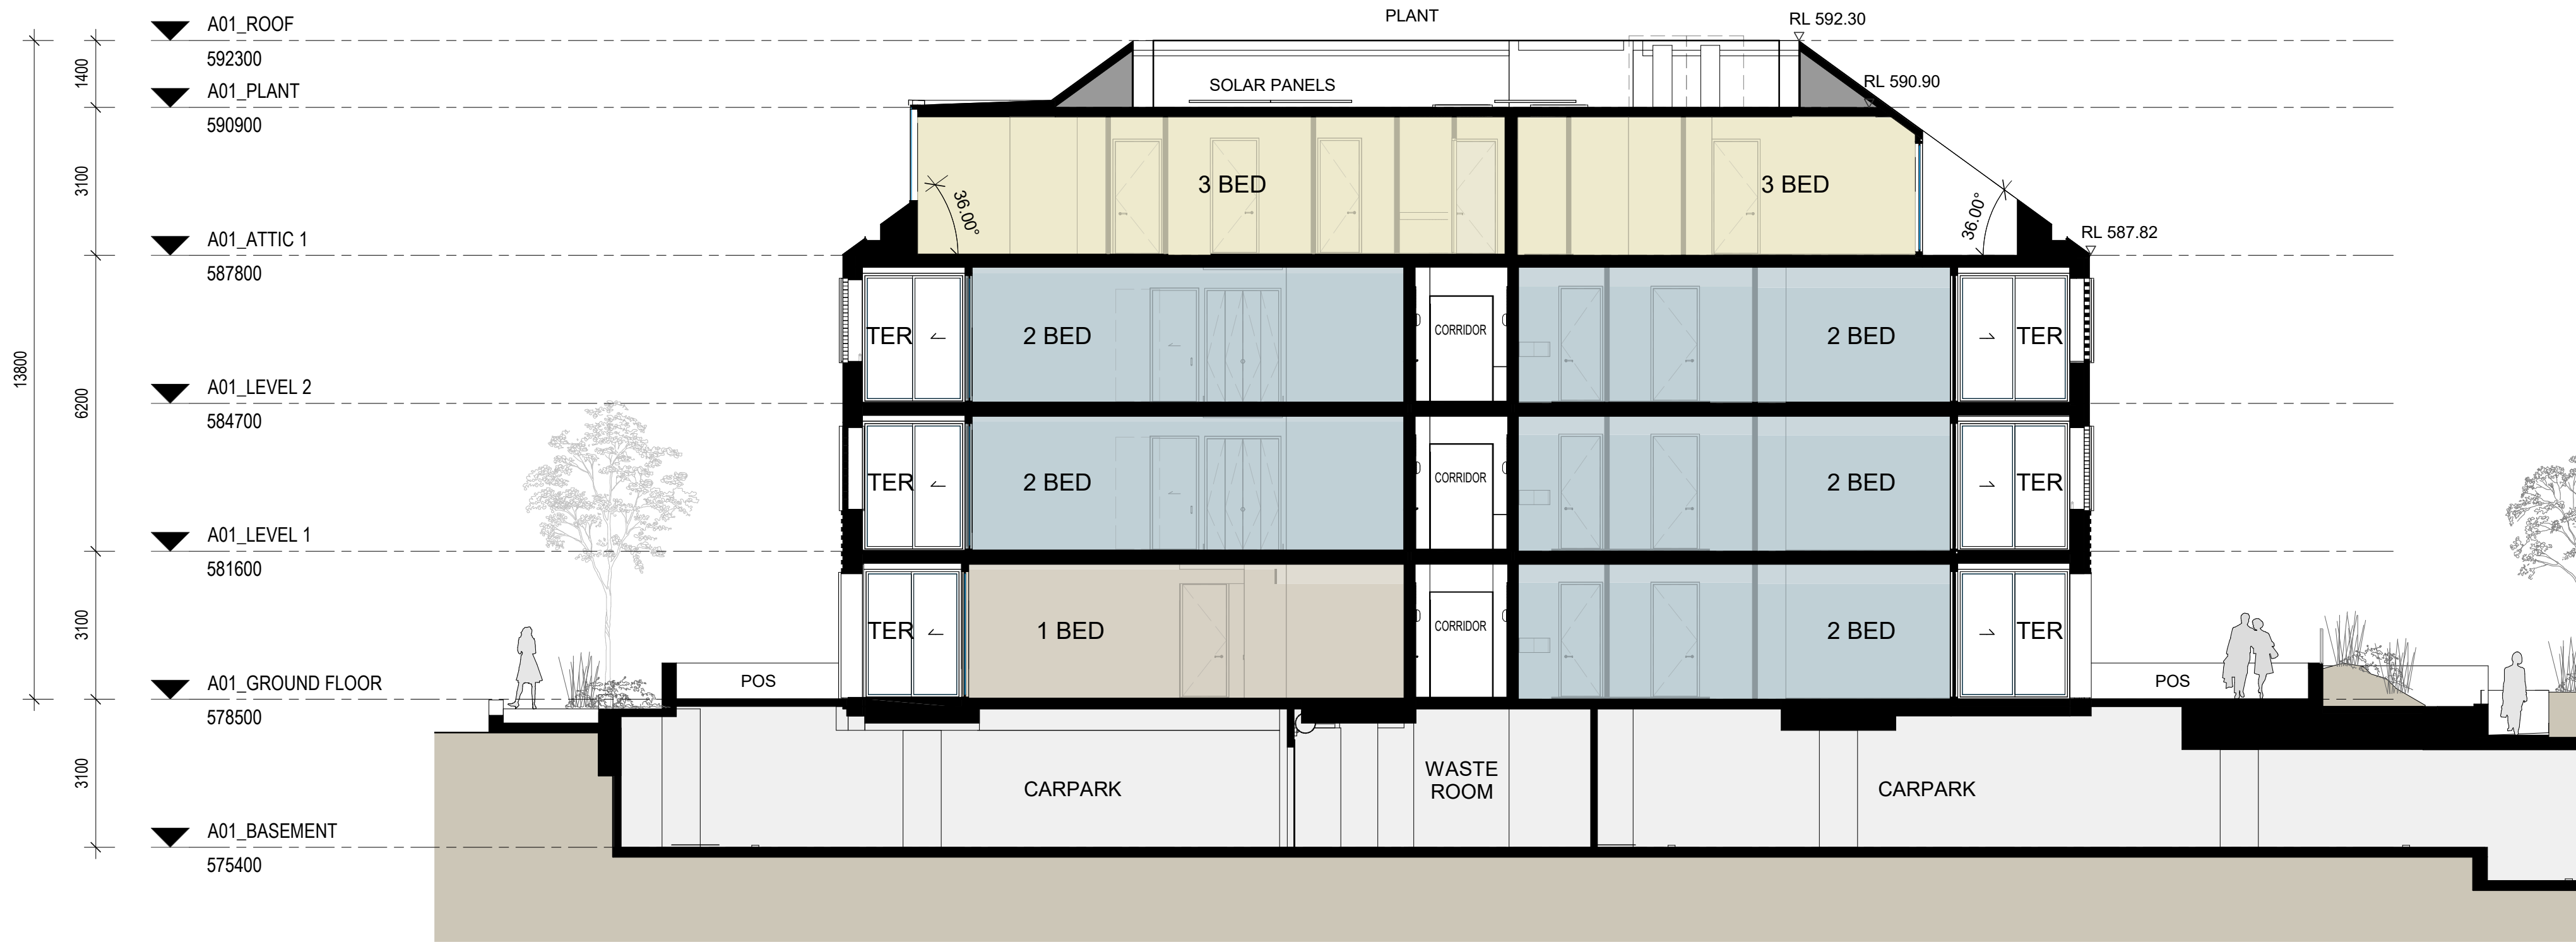 PLANT
RL 592.30
A01_ROOF
592300
1400
RL 590.90
SOLAR PANELS
A01_PLANT
590900
3100
3 BED
3 BED
36.00°
36.00°
RL 587.82
A01_ATTIC 1
587800
TER
2 BED
CORRIDOR
2 BED
TER
13800
6200
A01_LEVEL 2
584700
TER
2 BED
CORRIDOR
2 BED
TER
A01_LEVEL 1
581600
3100
TER
1 BED
CORRIDOR
2 BED
TER
A01_GROUND FLOOR
578500
POS
POS
3100
CARPARK
WASTE
ROOM
CARPARK
A01_BASEMENT
575400